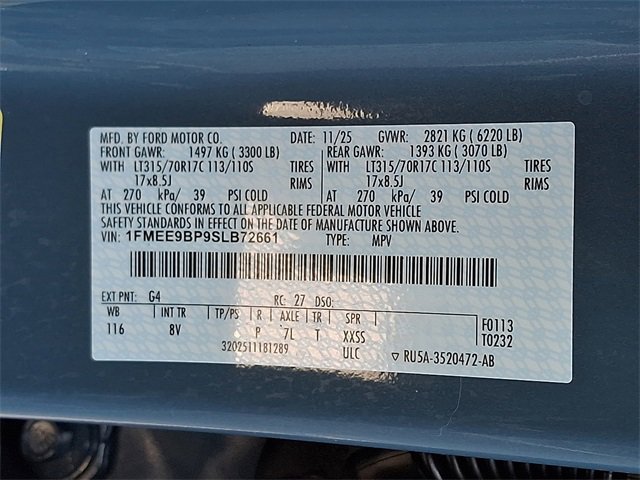 MFD. BY FORD MOTOR CO. DATE: 11/25 GVWR: 2821 KG ( 6220 LB)
FRONT GAWR: 1497 KG ( 3300 LB) REAR GAWR: 1393 KG ( 3070 LB)
WITH LT315/70R17C 113/110S TIRES WITH LT315/70R17C 113/110S TIRES
17x8.5J RIMS 17x8.5J RIMS
AT 270 kPa/ 39 PSI COLD AT 270 kPa/ 39 PSI COLD
THIS VEHICLE CONFORMS TO ALL APPLICABLE FEDERAL MOTOR VEHICLE
SAFETY STANDARDS IN EFFECT ON THE DATE OF MANUFACTURE SHOWN ABOVE.
VIN: 1FMEE9BP9SLB72661 TYPE: MPV
EXT PNT: G4 RC: 27 DSO:
WB INT TR TP/PS R AXLE TR SPR F0113
116 8V P 7L T XXSS T0232
3202511181289 ULC ▽ RU5A-3520472-AB